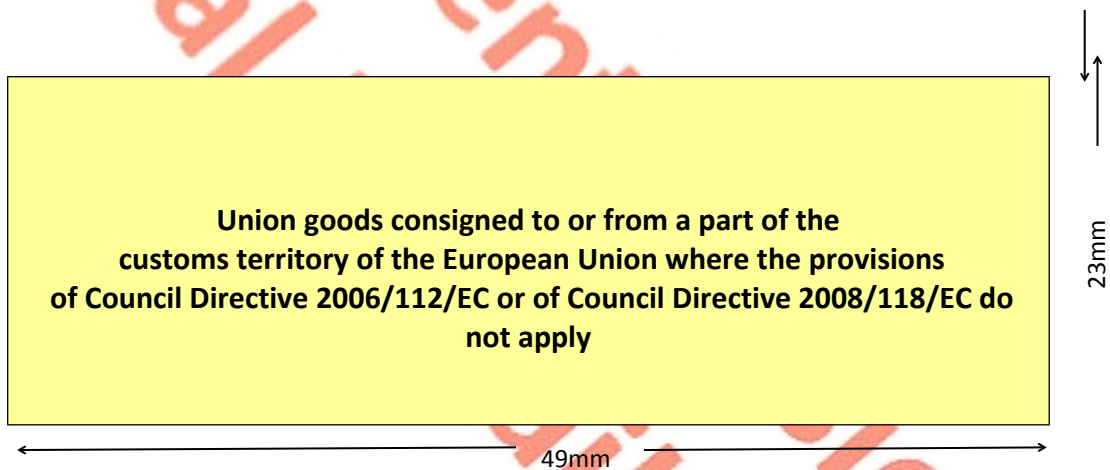 Union goods consigned to or from a part of the
customs territory of the European Union where the provisions
of Council Directive 2006/112/EC or of Council Directive 2008/118/EC do
not apply
23mm
49mm